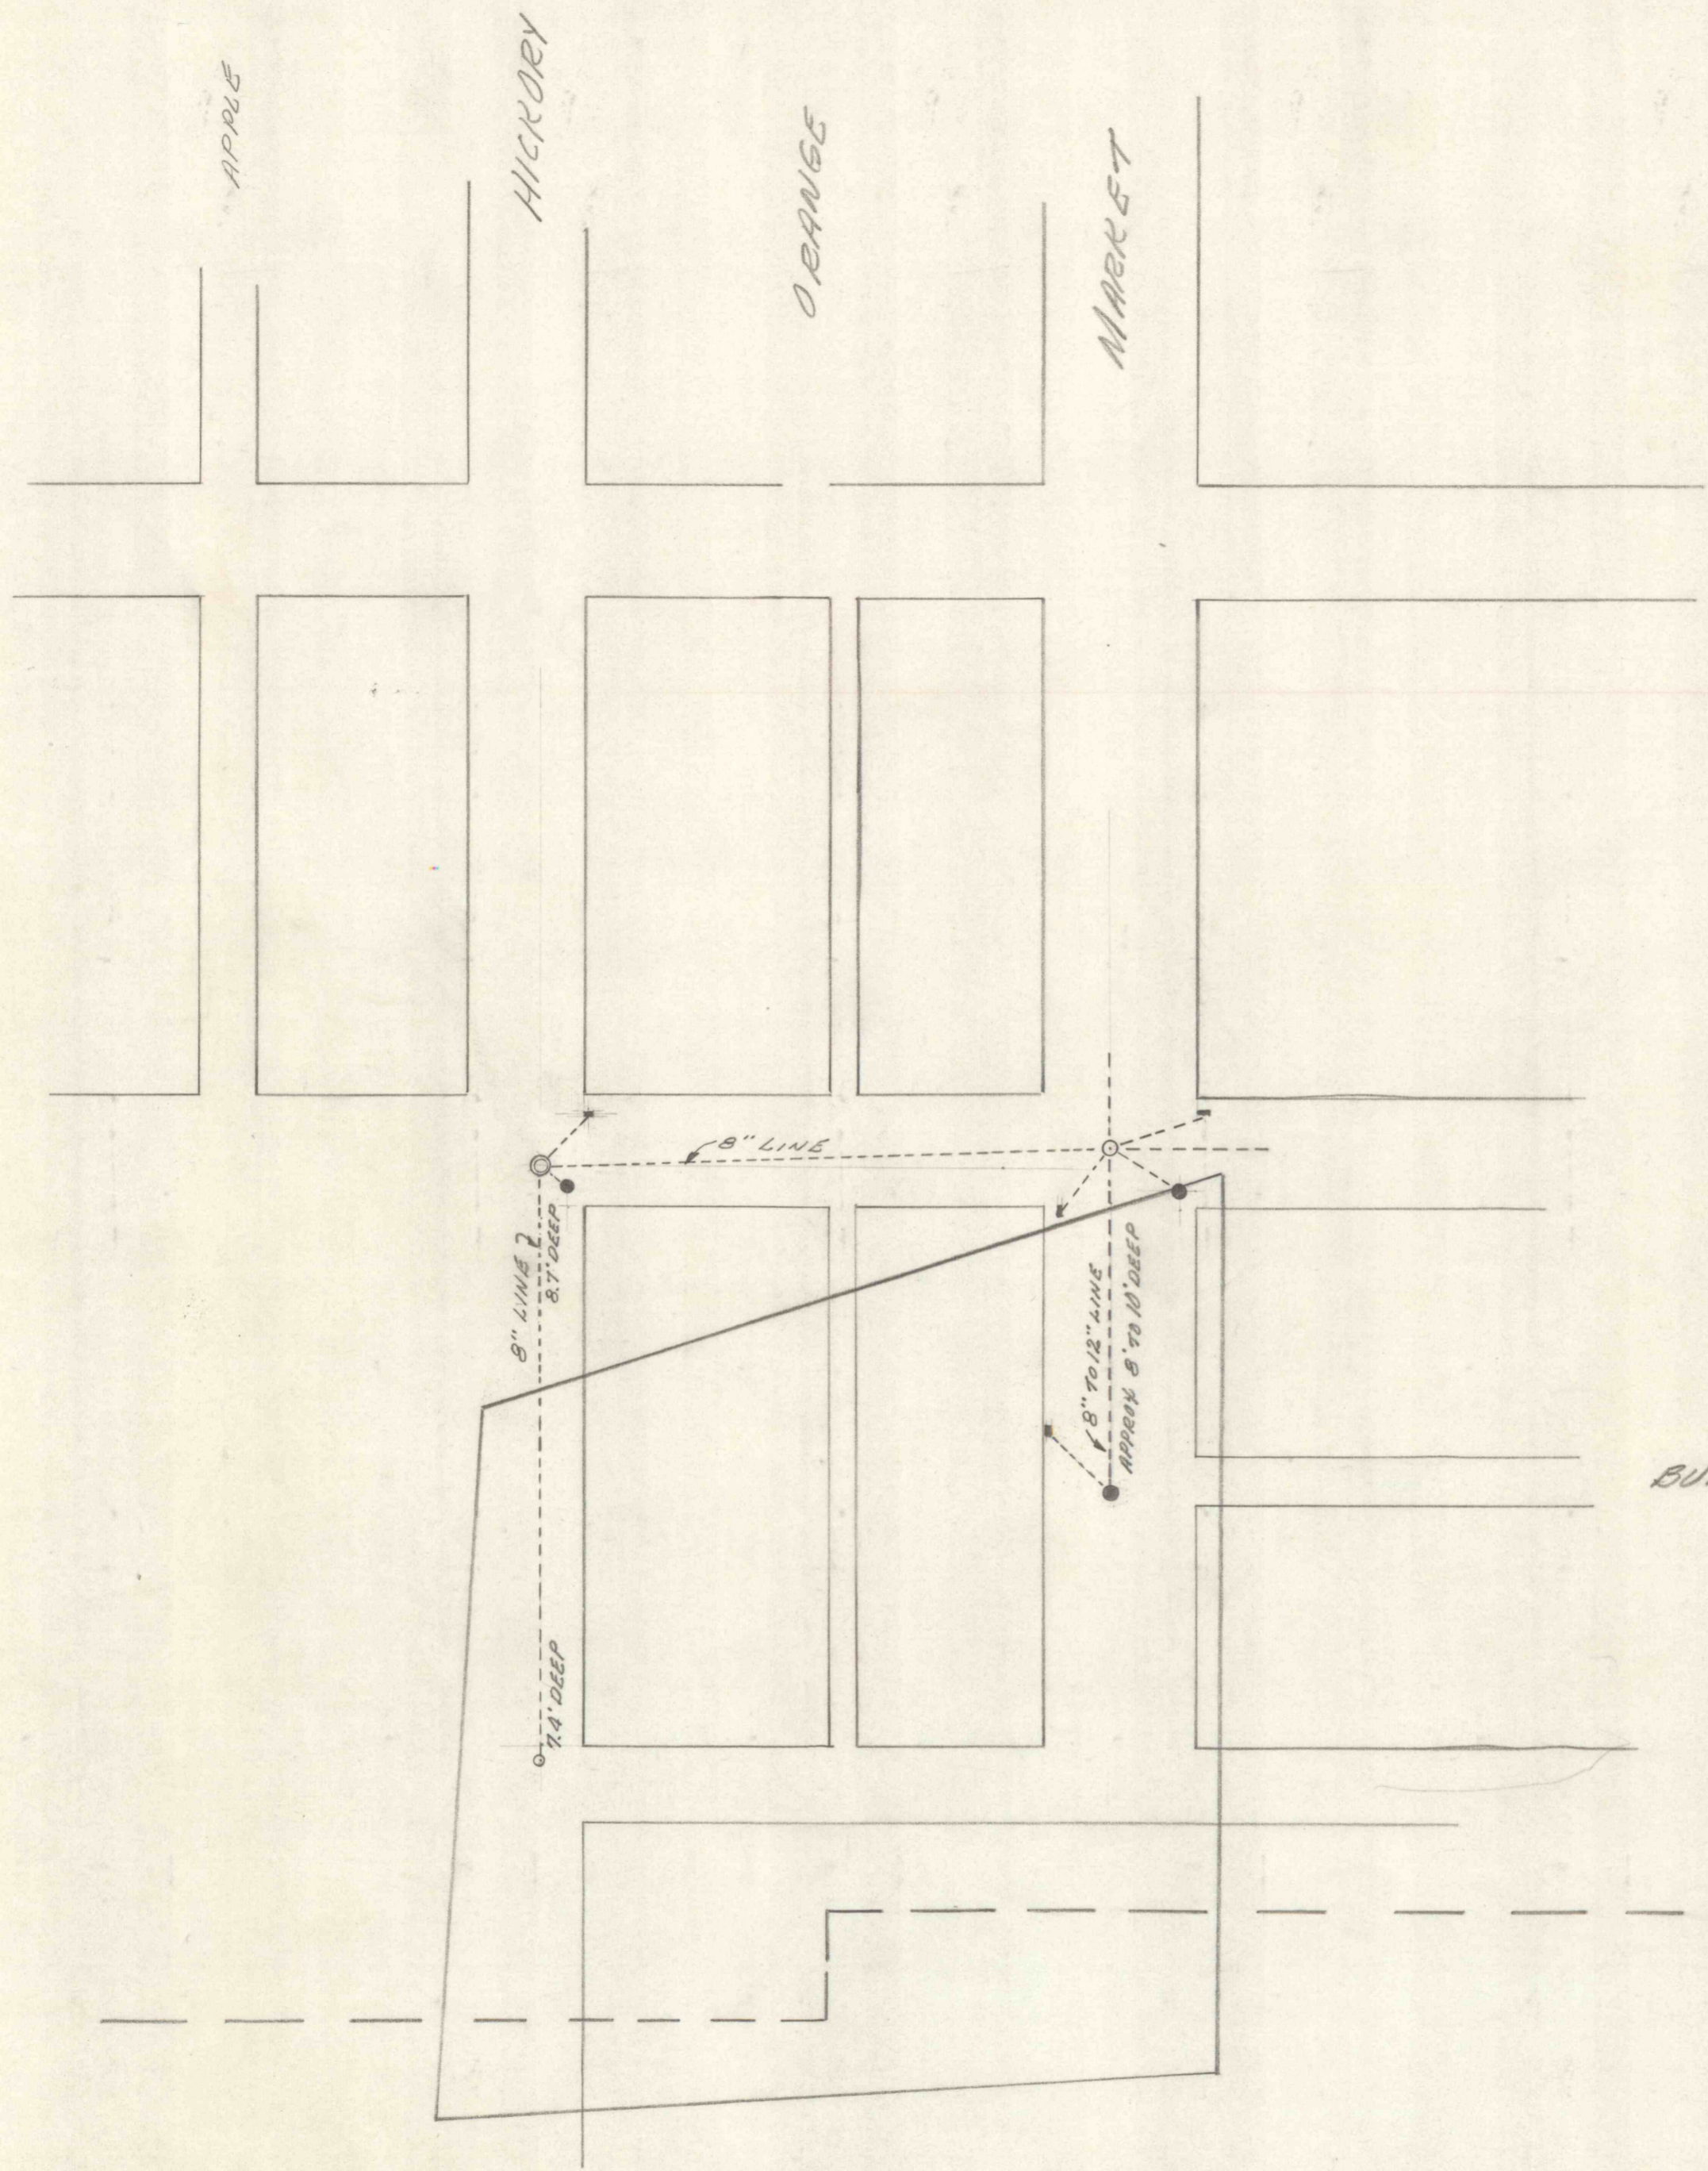 APPLE
HICKORY
ORANGE
MARKET
8" LINE
8" LINE
8.7' DEEP
8" TO 12" LINE
APPROX 8' TO 10' DEEP
7.4' DEEP